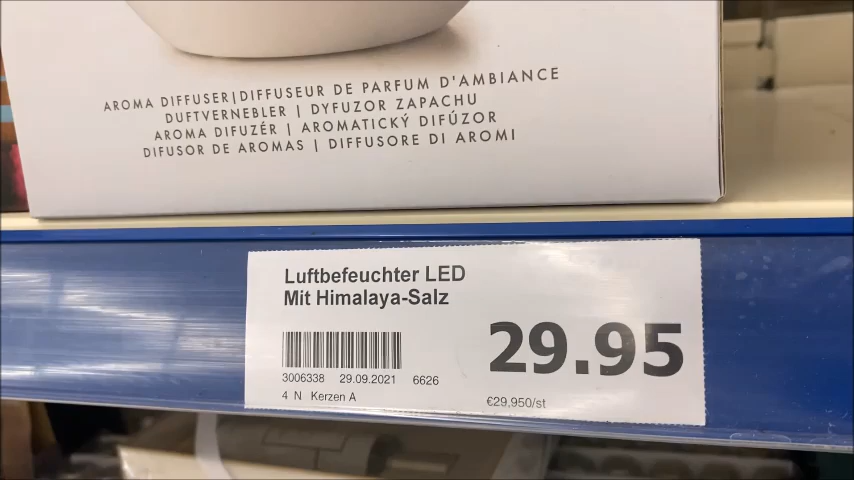 AROMA DIFFUSER|DIFFUSEUR DE PARFUM D'AMBIANCE
DUFTVERNEBLER | DYFUZOR ZAPACHU
AROMA DIFUZÉR | AROMATICKÝ DIFÚZOR
DIFUSOR DE AROMAS | DIFFUSORE DI AROMI
Luftbefeuchter LED
Mit Himalaya-Salz
29.95
3006338 29.09.2021 6626
4 N Kerzen A
€29,950/st